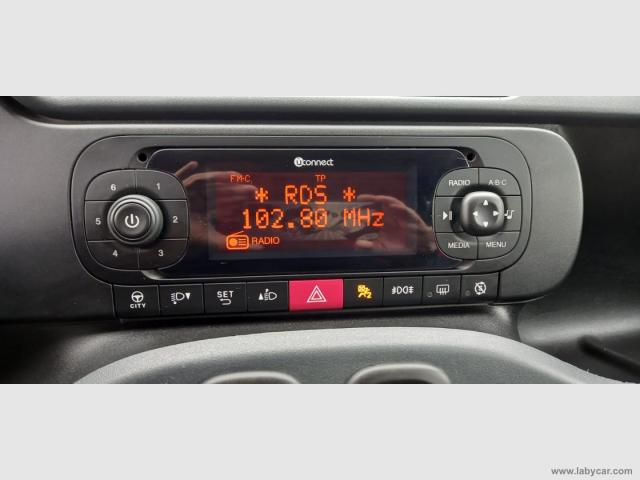 uconnect
FM-C TP
* RDS *
102.80 MHz
RADIO
6 1
5 2
4 3
RADIO A-B-C
MEDIA MENU
CITY
SET
2
www.labycar.com